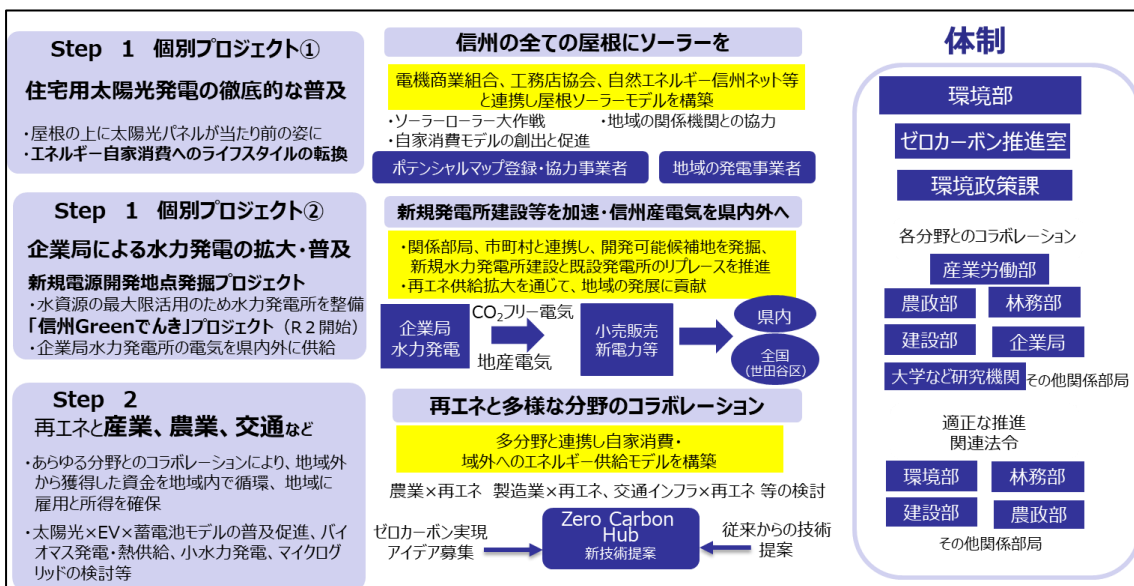 Step 1 個別プロジェクト①
住宅用太陽光発電の徹底的な普及
・屋根の上に太陽光パネルが当たり前の姿に
・エネルギー自家消費へのライフスタイルの転換
信州の全ての屋根にソーラーを
電機商業組合、工務店協会、自然エネルギー信州ネット等
と連携し屋根ソーラーモデルを構築
・ソーラーローラー大作戦 ・地域の関係機関との協力
・自家消費モデルの創出と促進
ポテンシャルマップ登録・協力事業者 地域の発電事業者
Step 1 個別プロジェクト②
企業局による水力発電の拡大・普及
新規電源開発地点発掘プロジェクト
・水資源の最大限活用のため水力発電所を整備
「信州Greenでんき」プロジェクト（R２開始）
・企業局水力発電所の電気を県内外に供給
新規発電所建設等を加速・信州産電気を県内外へ
・関係部局、市町村と連携し、開発可能候補地を発掘、
新規水力発電所建設と既設発電所のリプレースを推進
・再エネ供給拡大を通じて、地域の発展に貢献
企業局
水力発電
CO₂フリー電気
地産電気
小売販売
新電力等
県内
全国
(世田谷区)
Step 2
再エネと産業、農業、交通など
・あらゆる分野とのコラボレーションにより、地域外
から獲得した資金を地域内で循環、地域に
雇用と所得を確保
・太陽光×EV×蓄電池モデルの普及促進、バイ
オマス発電・熱供給、小水力発電、マイクログ
リッドの検討等
再エネと多様な分野のコラボレーション
多分野と連携し自家消費・
域外へのエネルギー供給モデルを構築
農業×再エネ 製造業×再エネ、交通インフラ×再エネ 等の検討
ゼロカーボン実現
アイデア募集
Zero Carbon
Hub
新技術提案
従来からの技術
提案
体制
環境部
ゼロカーボン推進室
環境政策課
各分野とのコラボレーション
産業労働部
農政部 林務部
建設部 企業局
大学など研究機関 その他関係部局
適正な推進
関連法令
環境部 林務部
建設部 農政部
その他関係部局